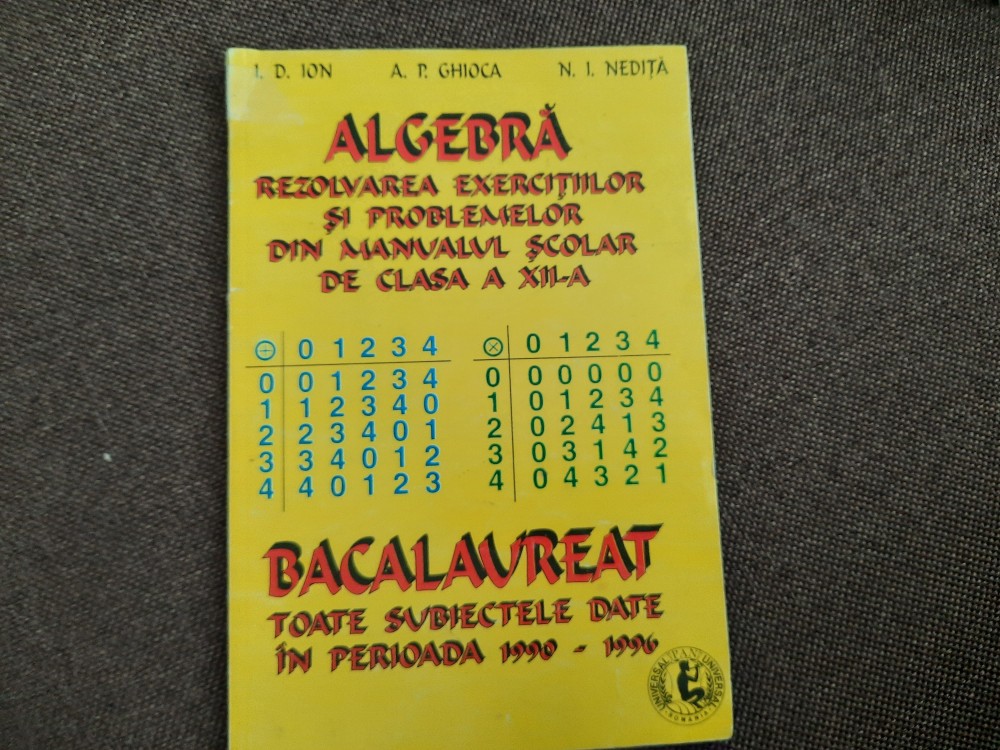 I. D. ION A. P. GHIOCA N. I. NEDIȚĂ
ALGEBRĂ
REZOLVAREA EXERCIȚIILOR
ȘI PROBLEMELOR
DIN MANUALUL ȘCOLAR
DE CLASA A XII-A
⊕ 0 1 2 3 4
0 0 1 2 3 4
1 1 2 3 4 0
2 2 3 4 0 1
3 3 4 0 1 2
4 4 0 1 2 3
⊗ 0 1 2 3 4
0 0 0 0 0 0
1 0 1 2 3 4
2 0 2 4 1 3
3 0 3 1 4 2
4 0 4 3 2 1
BACALAUREAT
TOATE SUBIECTELE DATE
ÎN PERIOADA 1990 - 1996
UNIVERSAL "PAN" UNIVERSAL
ROMANIA